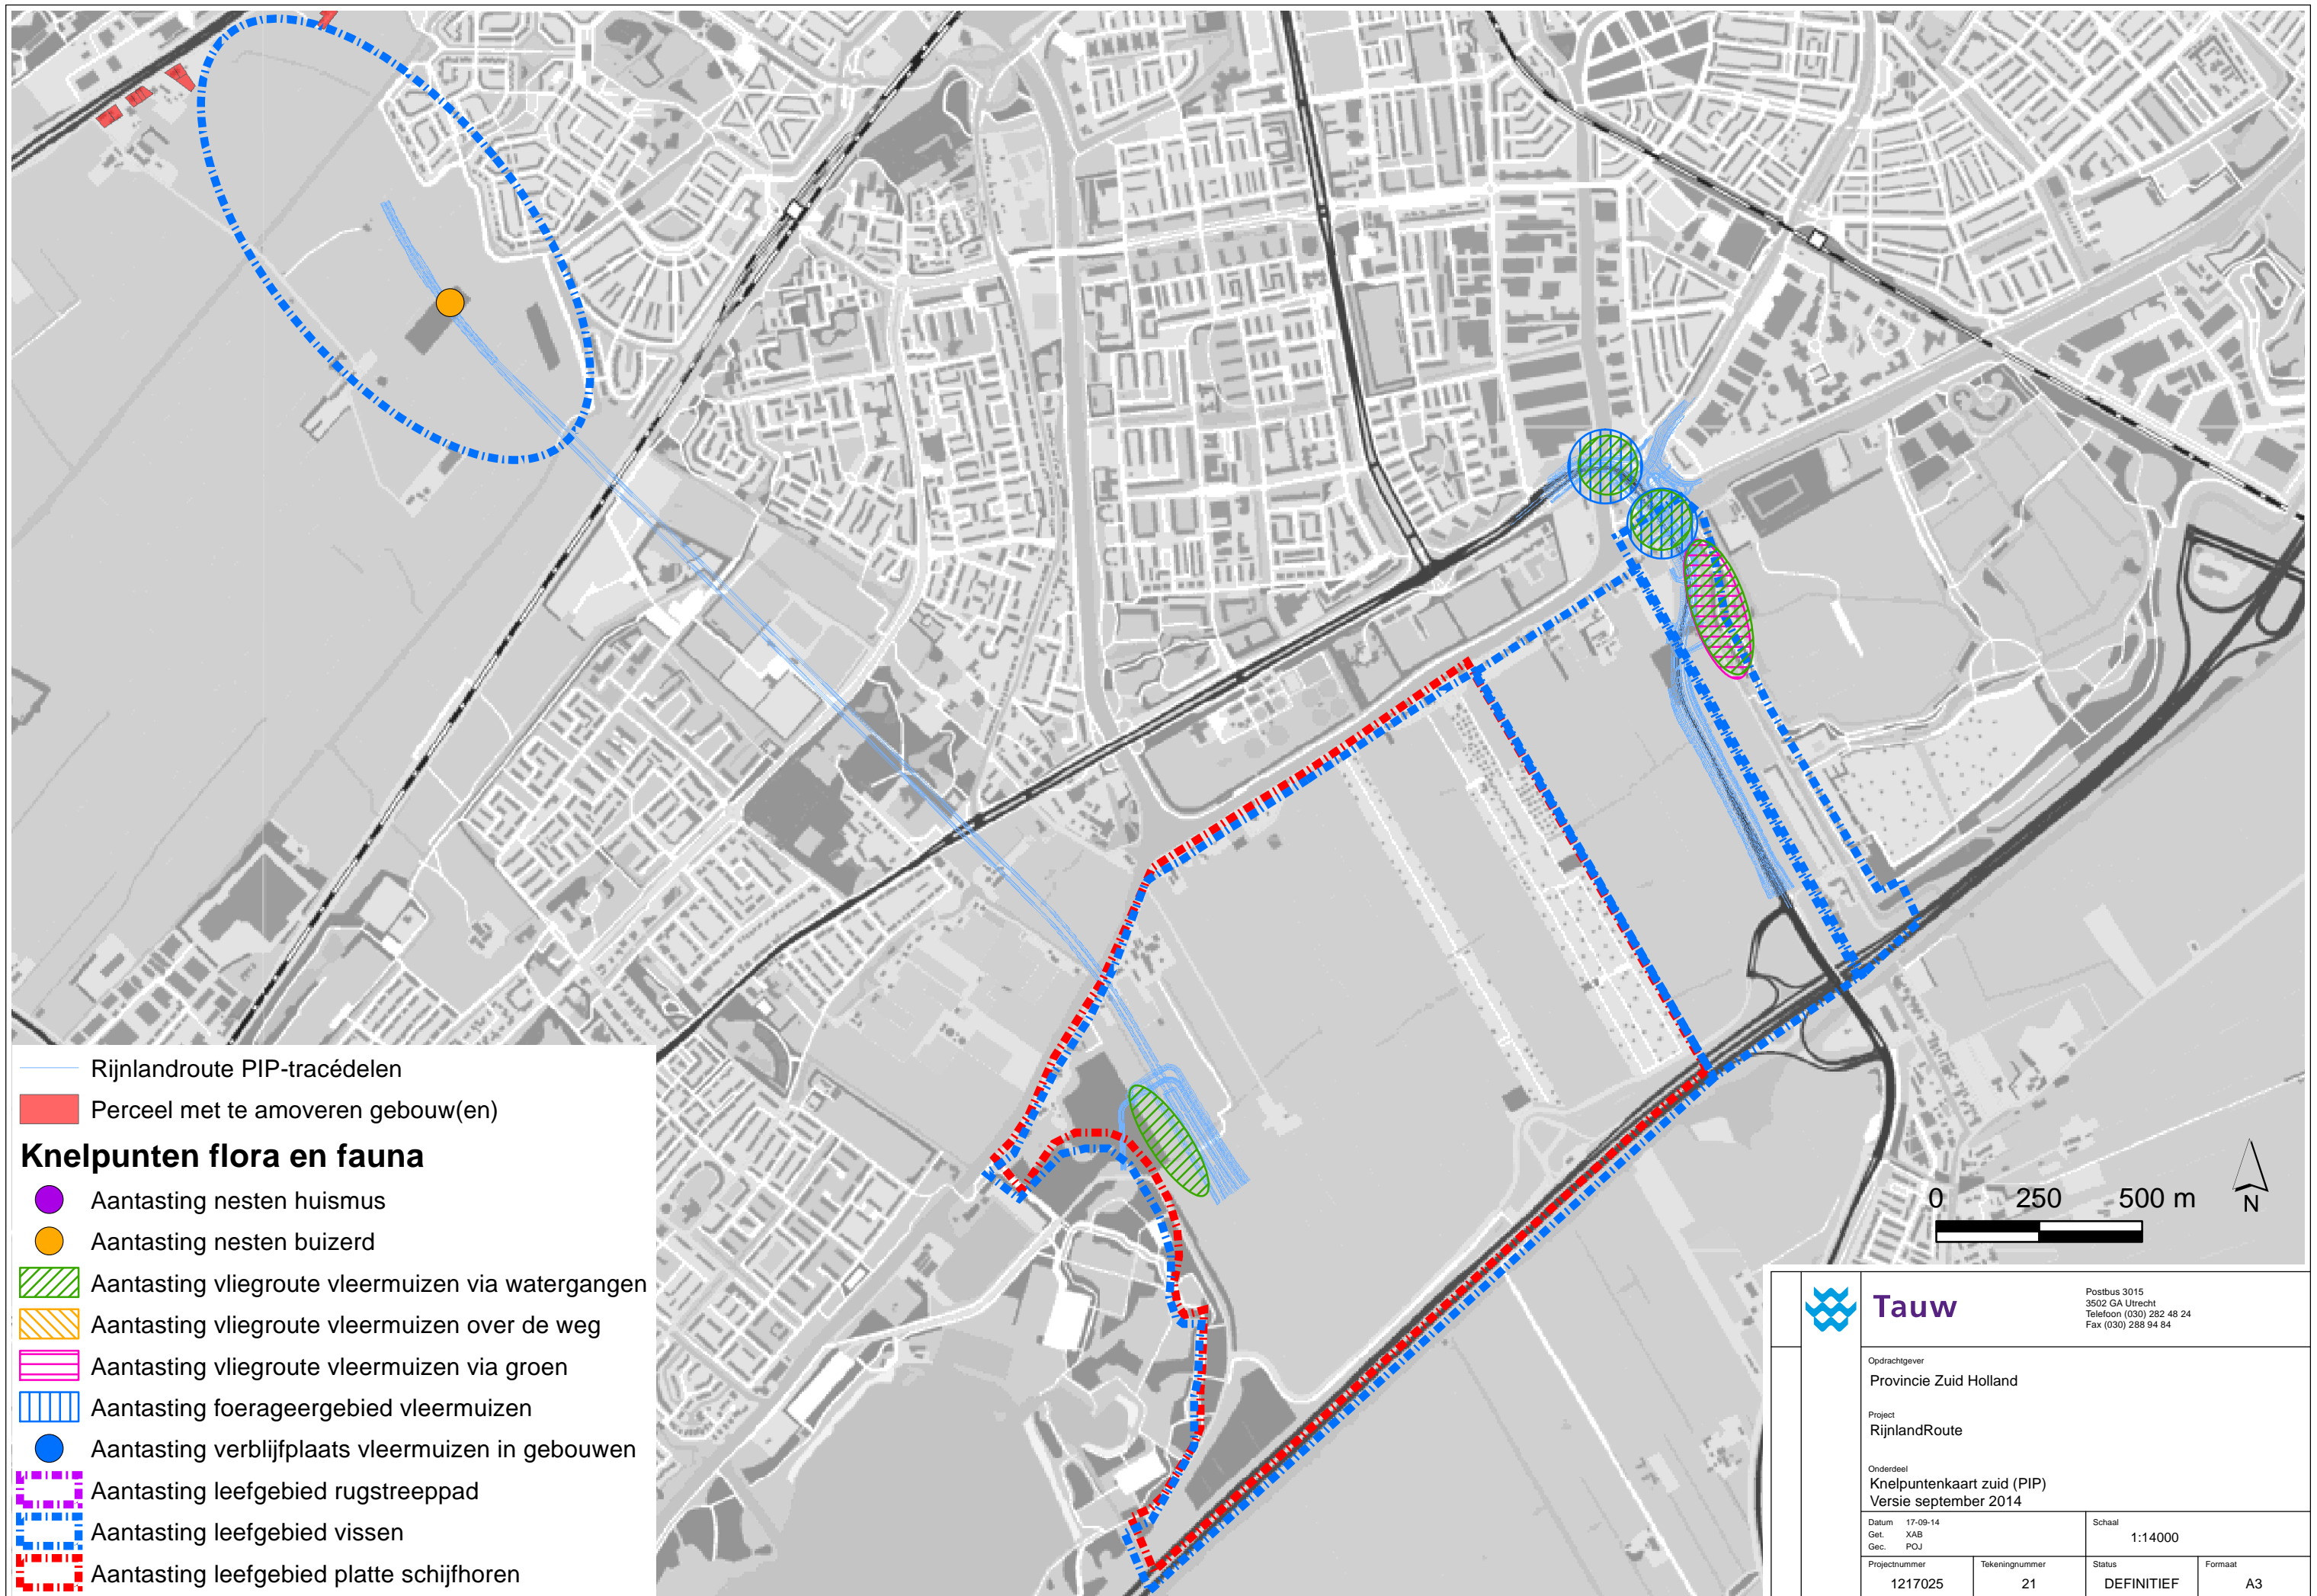 Rijnlandroute PIP-tracédelen
Perceel met te amoveren gebouw(en)
Knelpunten flora en fauna
Aantasting nesten huismus
Aantasting nesten buizerd
Aantasting vliegroute vleermuizen via watergangen
Aantasting vliegroute vleermuizen over de weg
Aantasting vliegroute vleermuizen via groen
Aantasting foerageergebied vleermuizen
Aantasting verblijfplaats vleermuizen in gebouwen
Aantasting leefgebied rugstreeppad
Aantasting leefgebied vissen
Aantasting leefgebied platte schijfhoren
0 250 500 m
N
Tauw
Postbus 3015
3502 GA Utrecht
Telefoon (030) 282 48 24
Fax (030) 288 94 84
Opdrachtgever
Provincie Zuid Holland
Project
RijnlandRoute
Onderdeel
Knelpuntenkaart zuid (PIP)
Versie september 2014
Datum 17-09-14
Get. XAB
Gec. POJ
Schaal
1:14000
Projectnummer
1217025
Tekeningnummer
21
Status
DEFINITIEF
Formaat
A3